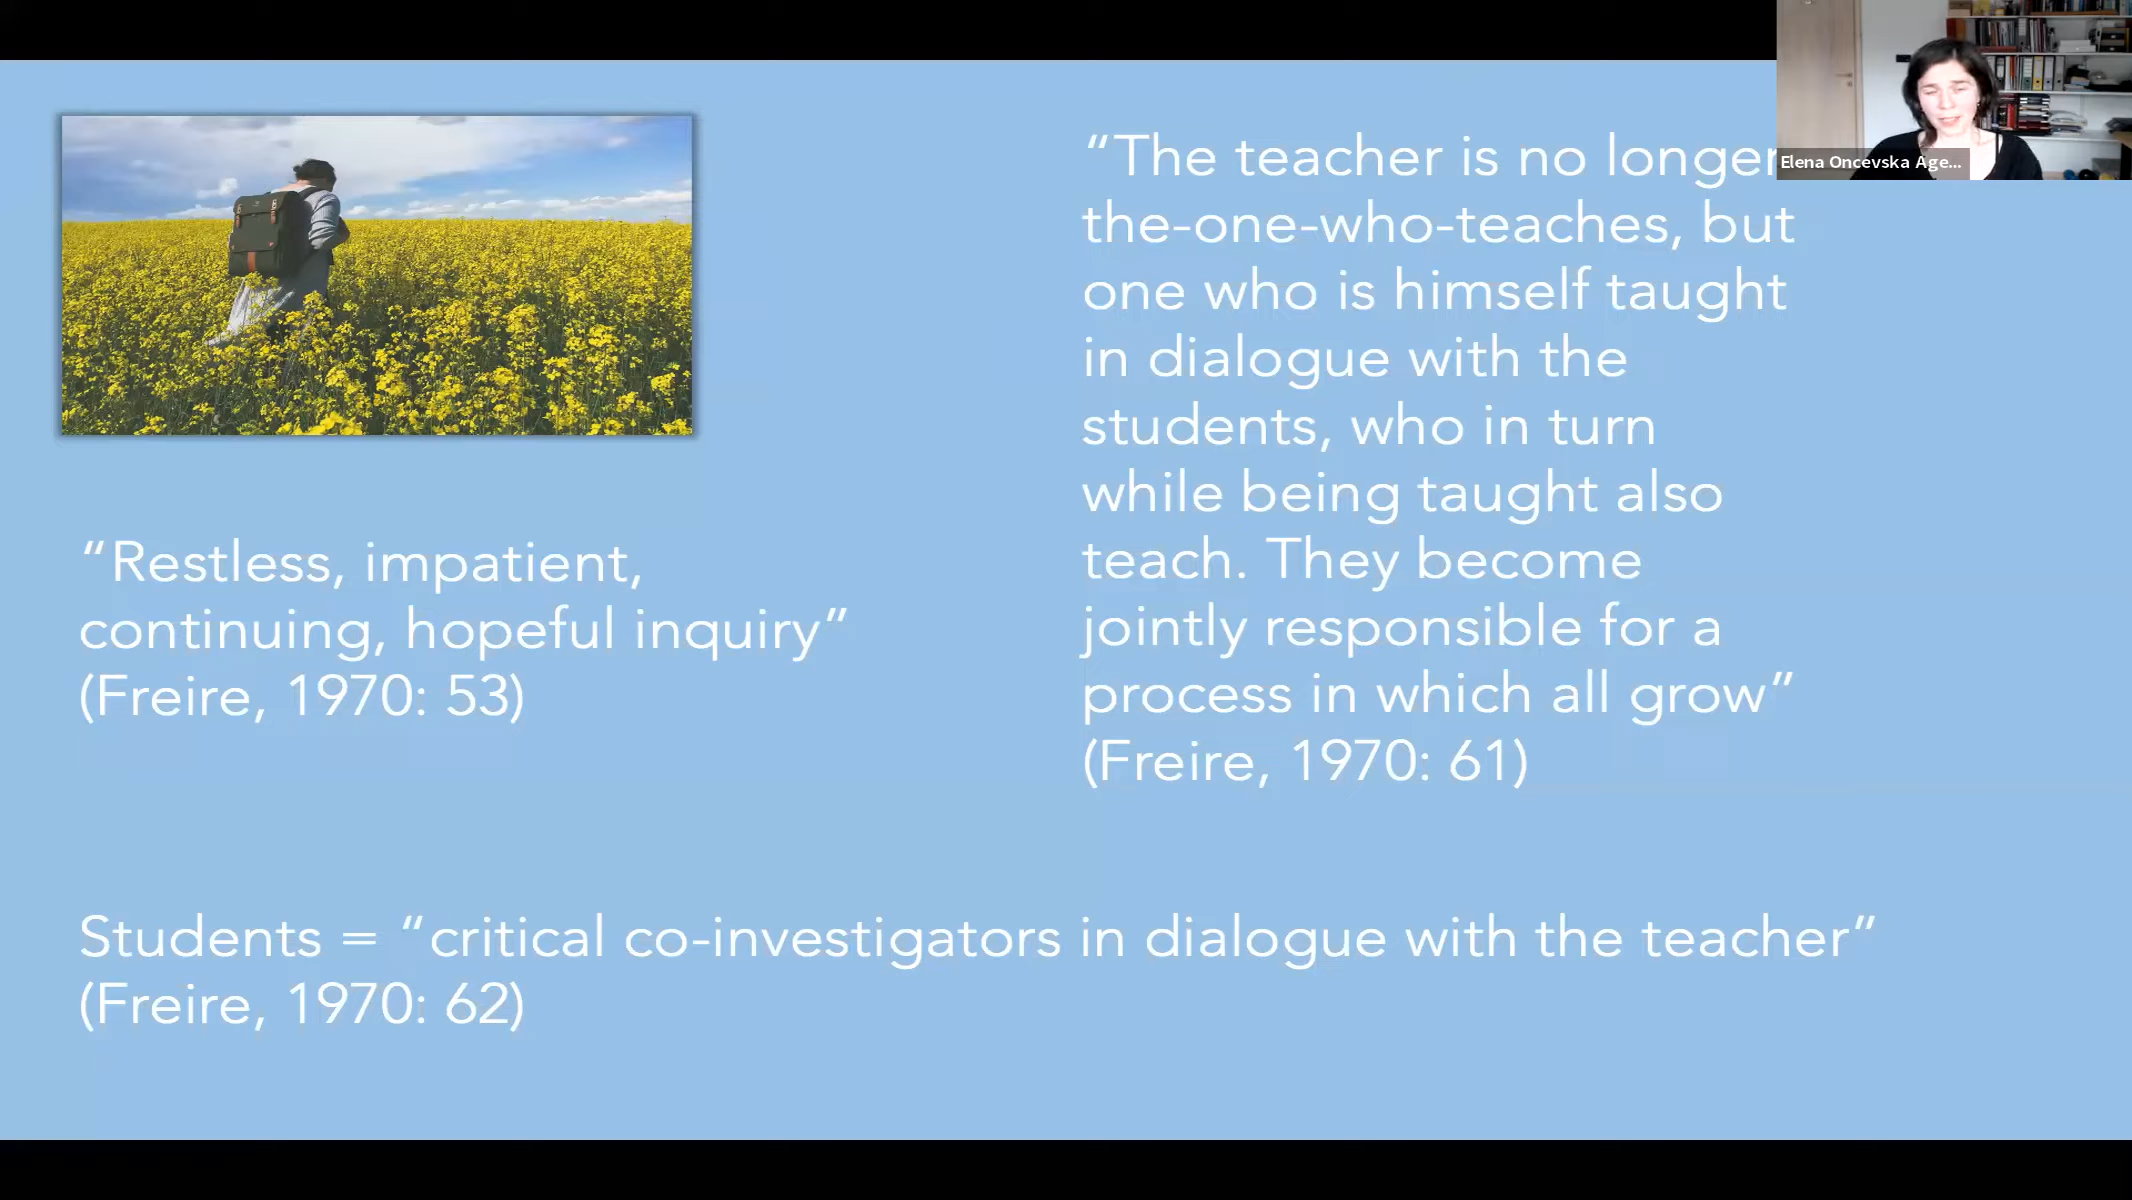 “Restless, impatient,
continuing, hopeful inquiry”
(Freire, 1970: 53)
“The teacher is no longer
the-one-who-teaches, but
one who is himself taught
in dialogue with the
students, who in turn
while being taught also
teach. They become
jointly responsible for a
process in which all grow”
(Freire, 1970: 61)
Students = “critical co-investigators in dialogue with the teacher”
(Freire, 1970: 62)
Elena Oncevska Age...